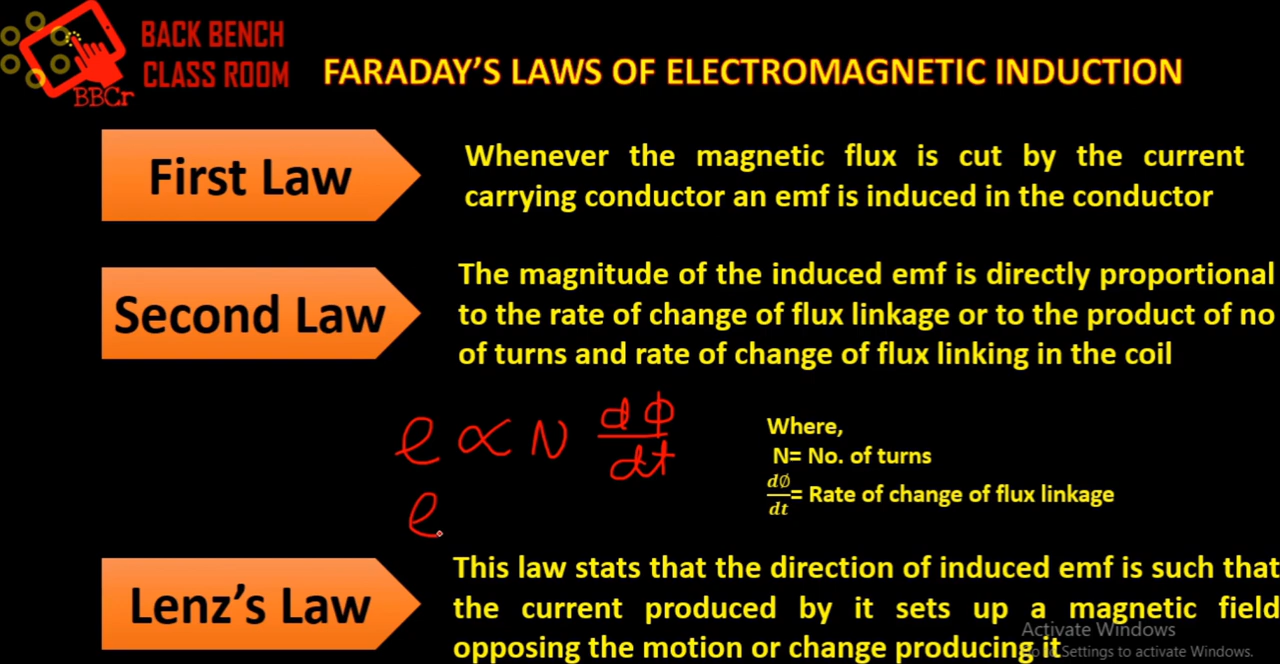 BACK BENCH
CLASS ROOM
BBCr
FARADAY'S LAWS OF ELECTROMAGNETIC INDUCTION
First Law
Whenever the magnetic flux is cut by the current
carrying conductor an emf is induced in the conductor
Second Law
The magnitude of the induced emf is directly proportional
to the rate of change of flux linkage or to the product of no
of turns and rate of change of flux linking in the coil
e ∝ N dϕ/dt
e
Where,
N= No. of turns
dØ/dt= Rate of change of flux linkage
Lenz's Law
This law stats that the direction of induced emf is such that
the current produced by it sets up a magnetic field
opposing the motion or change producing it
Activate Windows
Go to Settings to activate Windows.